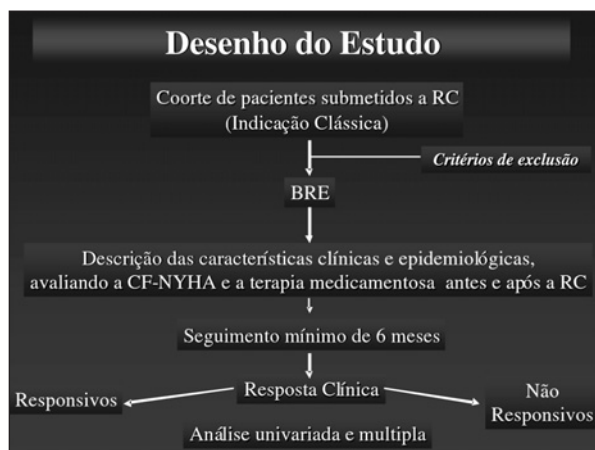 Desenho do Estudo
Coorte de pacientes submetidos a RC
(Indicação Clássica)
Critérios de exclusão
BRE
Descrição das características clínicas e epidemiológicas,
avaliando a CF-NYHA e a terapia medicamentosa antes e após a RC
Seguimento mínimo de 6 meses
Resposta Clínica
Responsivos
Não
Responsivos
Análise univariada e multipla